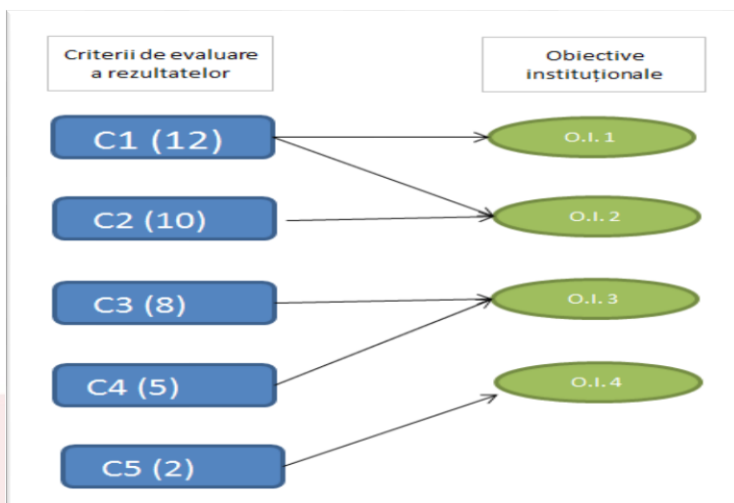 Criterii de evaluare
a rezultatelor
Obiective
instituționale
C1 (12)
O.I. 1
C2 (10)
O.I. 2
C3 (8)
O.I. 3
C4 (5)
O.I. 4
C5 (2)